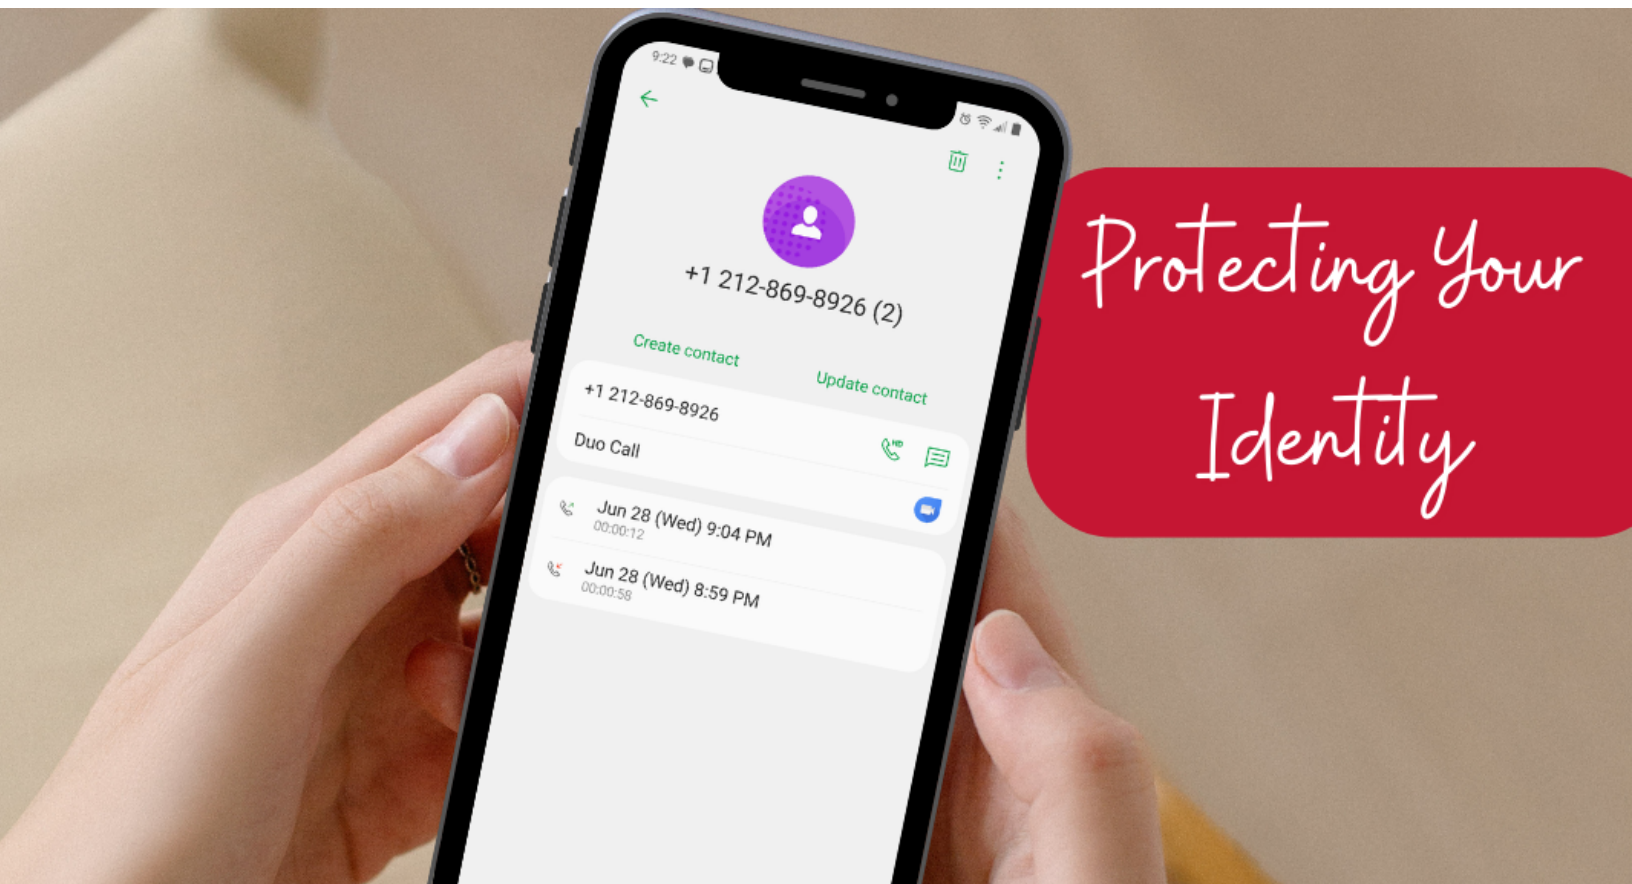 9:22
+1 212-869-8926 (2)
Create contact
Update contact
+1 212-869-8926
HD
Duo Call
Jun 28 (Wed) 9:04 PM
00:00:12
Jun 28 (Wed) 8:59 PM
00:00:58
Protecting Your
Identity